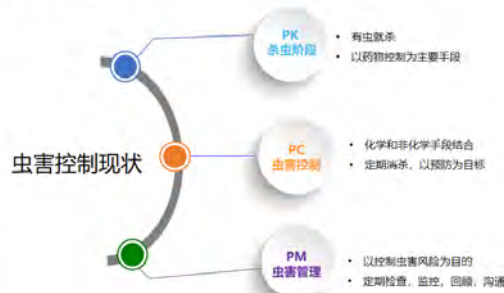 虫害控制现状
PK
杀虫阶段
有虫就杀
以药物控制为主要手段
PC
虫害控制
化学和非化学手段结合
定期消杀，以预防为目标
PM
虫害管理
以控制虫害风险为目的
定期检查，监控，回顾，沟通